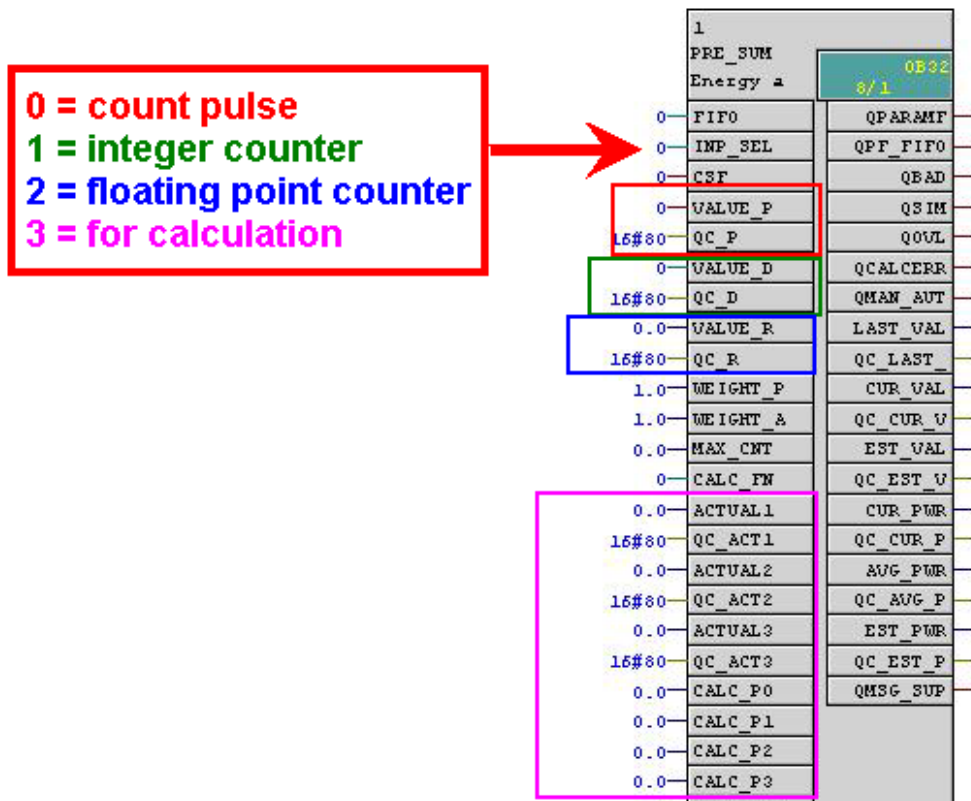 0 = count pulse
1 = integer counter
2 = floating point counter
3 = for calculation
1
PRE_SUM
Energy a
OB32
8/1
0 FIFO QPARAMF
0 INP_SEL QPF_FIFO
0 CSF QBAD
0 VALUE_P QSIM
16#80 QC_P QOVL
0 VALUE_D QCALCERR
16#80 QC_D QMAN_AUT
0.0 VALUE_R LAST_VAL
16#80 QC_R QC_LAST_
1.0 WEIGHT_P CUR_VAL
1.0 WEIGHT_A QC_CUR_V
0.0 MAX_CNT EST_VAL
0 CALC_FN QC_EST_V
0.0 ACTUAL1 CUR_PWR
16#80 QC_ACT1 QC_CUR_P
0.0 ACTUAL2 AVG_PWR
16#80 QC_ACT2 QC_AVG_P
0.0 ACTUAL3 EST_PWR
16#80 QC_ACT3 QC_EST_P
0.0 CALC_P0 QMSG_SUP
0.0 CALC_P1
0.0 CALC_P2
0.0 CALC_P3